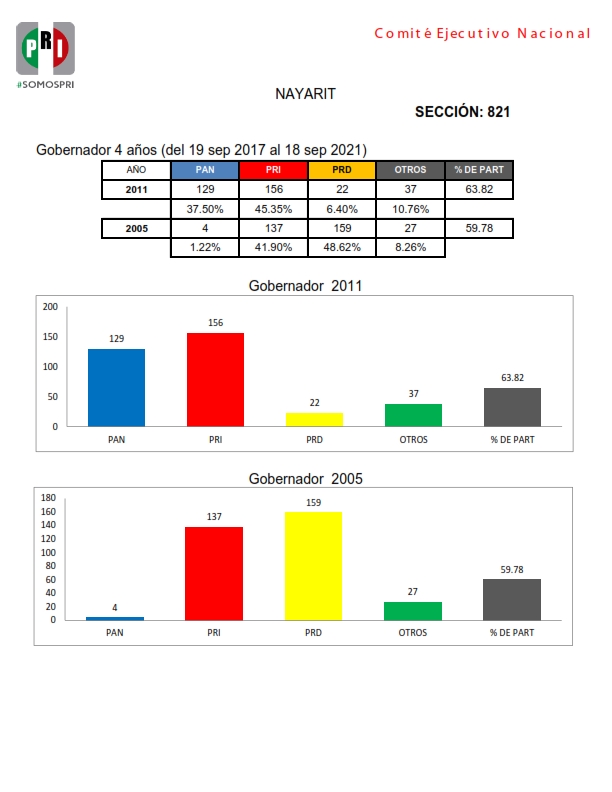 Comité Ejecutivo Nacional
PRI
#SOMOSPRI
NAYARIT
SECCIÓN: 821
Gobernador 4 años (del 19 sep 2017 al 18 sep 2021)
AÑO PAN PRI PRD OTROS % DE PART
2011 129 156 22 37 63.82
37.50% 45.35% 6.40% 10.76%
2005 4 137 159 27 59.78
1.22% 41.90% 48.62% 8.26%
Gobernador 2011
200
150
100
50
0
129
156
22
37
63.82
PAN PRI PRD OTROS % DE PART
Gobernador 2005
180
160
140
120
100
80
60
40
20
0
4
137
159
27
59.78
PAN PRI PRD OTROS % DE PART